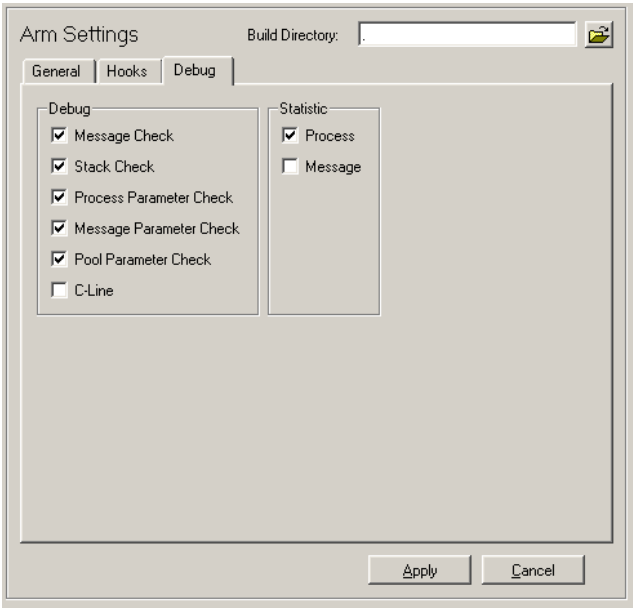 Arm Settings
Build Directory: .
General Hooks Debug
Debug
Message Check
Stack Check
Process Parameter Check
Message Parameter Check
Pool Parameter Check
C-Line
Statistic
Process
Message
Apply Cancel